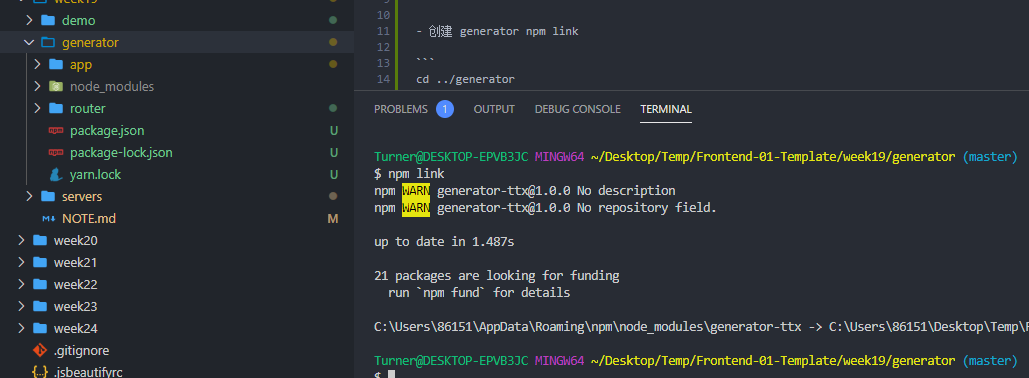 week19
demo
generator
app
node_modules
router
package.json U
package-lock.json U
yarn.lock U
servers
NOTE.md M
week20
week21
week22
week23
week24
.gitignore
.jsbeautifyrc
10
11 - 创建 generator npm link
12
13 ```
14 cd ../generator
PROBLEMS 1 OUTPUT DEBUG CONSOLE TERMINAL
Turner@DESKTOP-EPVB3JC MINGW64 ~/Desktop/Temp/Frontend-01-Template/week19/generator (master)
$ npm link
npm WARN generator-ttx@1.0.0 No description
npm WARN generator-ttx@1.0.0 No repository field.
up to date in 1.487s
21 packages are looking for funding
run `npm fund` for details
C:\Users\86151\AppData\Roaming\npm\node_modules\generator-ttx -> C:\Users\86151\Desktop\Temp\
Turner@DESKTOP-EPVB3JC MINGW64 ~/Desktop/Temp/Frontend-01-Template/week19/generator (master)
$